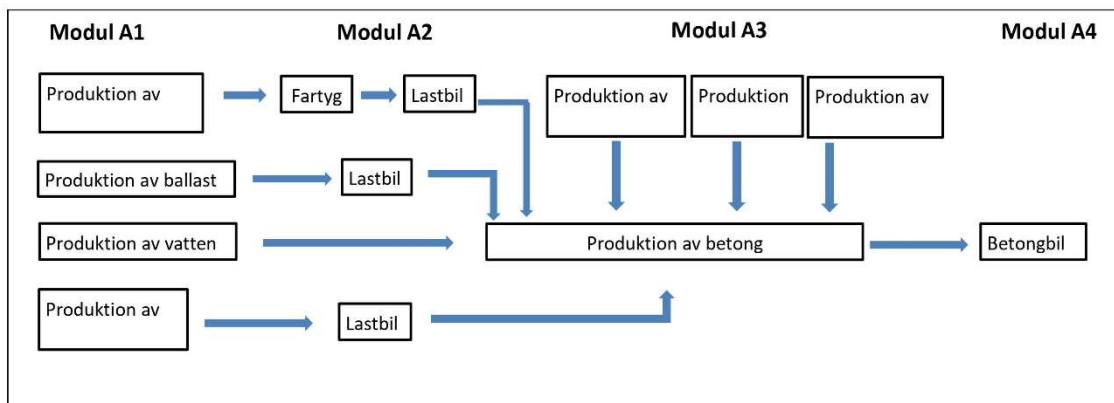 Modul A1
Modul A2
Modul A3
Modul A4
Produktion av
Fartyg
Lastbil
Produktion av
Produktion
Produktion av
Produktion av ballast
Lastbil
Produktion av vatten
Produktion av betong
Betongbil
Produktion av
Lastbil